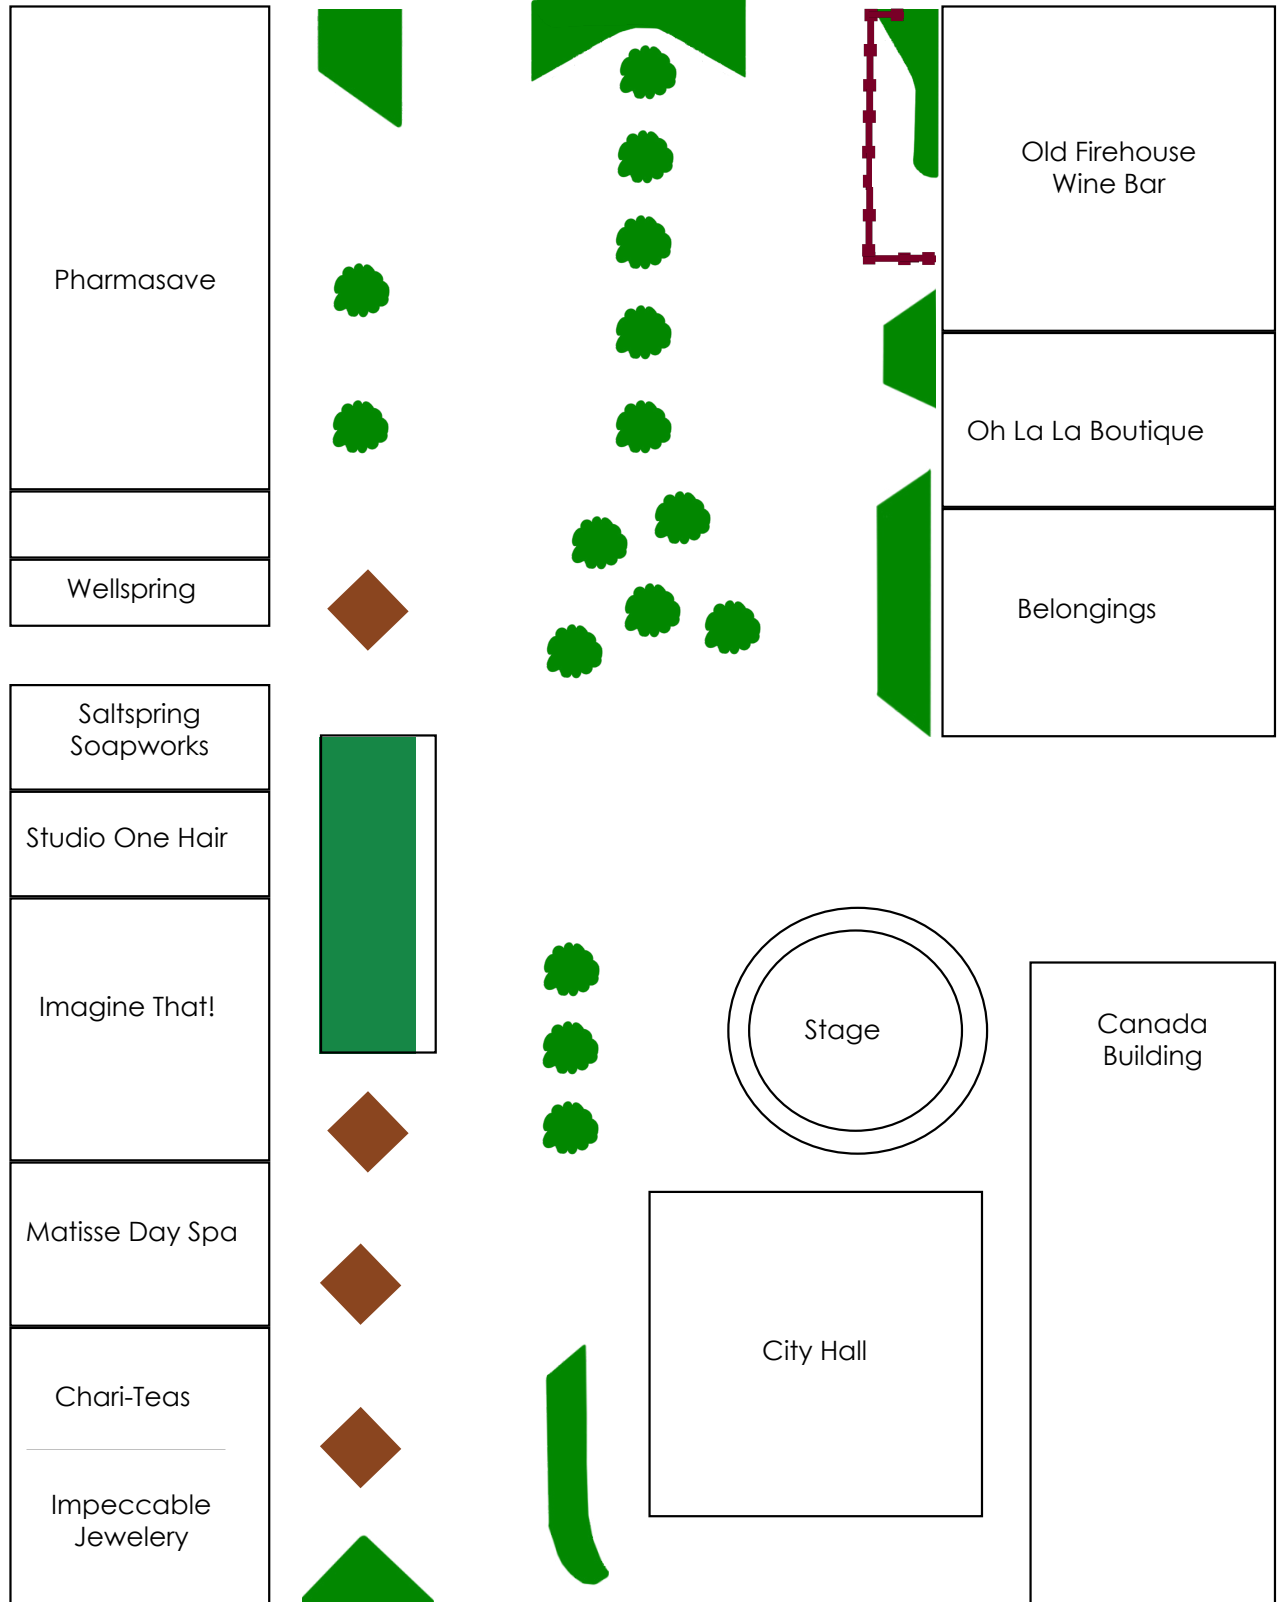 Pharmasave
Wellspring
Saltspring
Soapworks
Studio One Hair
Imagine That!
Matisse Day Spa
Chari-Teas
Impeccable
Jewelery
Old Firehouse
Wine Bar
Oh La La Boutique
Belongings
Stage
Canada
Building
City Hall